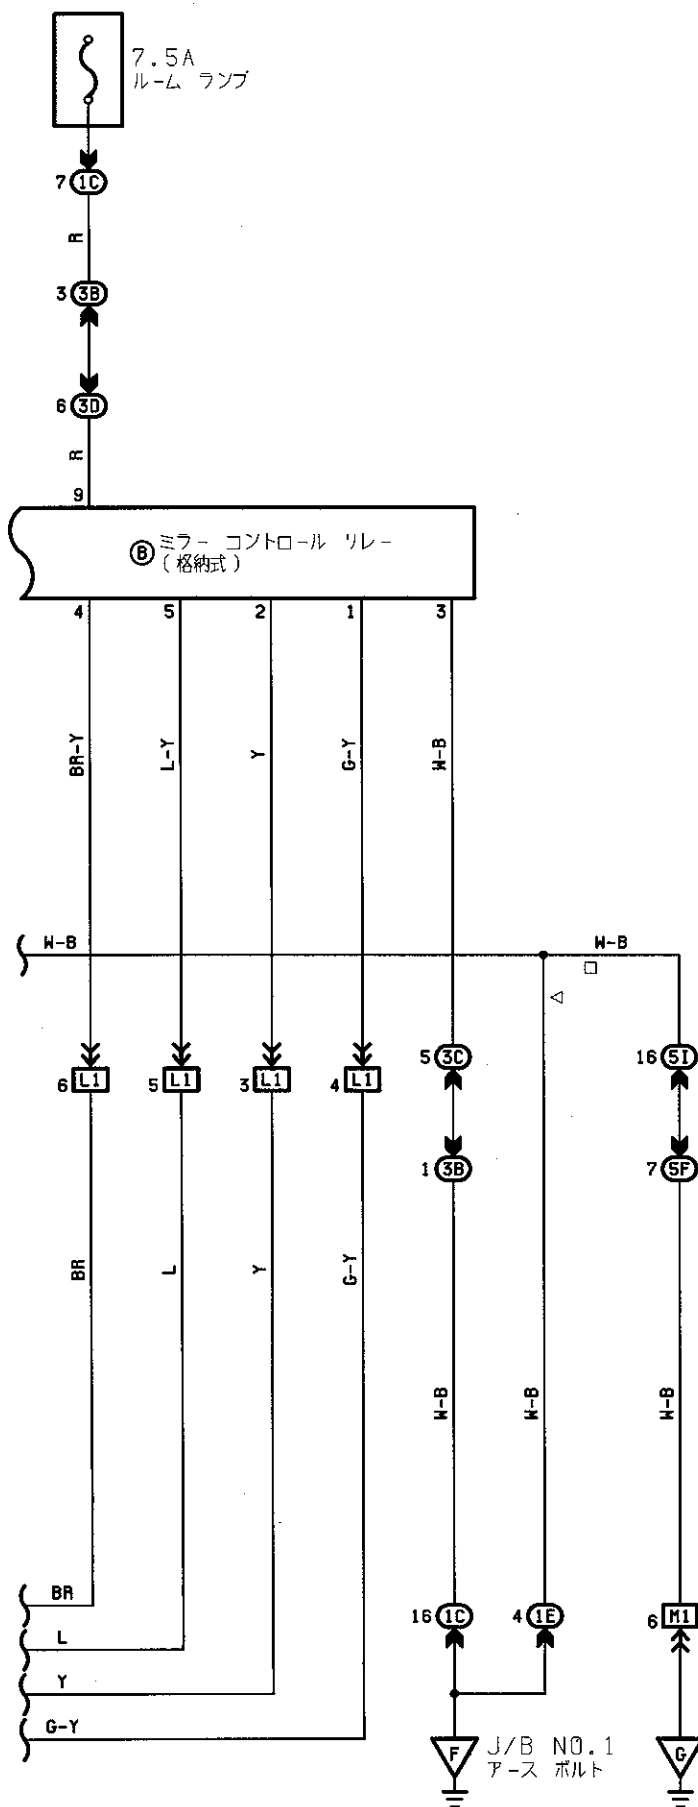 7.5A
ルーム ランプ
7 1C
R
3 3B
6 3D
R
9
B ミラー コントロール リレー
(格納式)
4 5 2 1 3
BR-Y L-Y Y G-Y W-B
W-B W-B
5 3C 16 5I
6 L1 5 L1 3 L1 4 L1
1 3B 7 5F
BR L Y G-Y
W-B W-B W-B
BR
16 1C 4 1E 6 M1
L
Y
G-Y
F J/B NO.1 G
アース ボルト